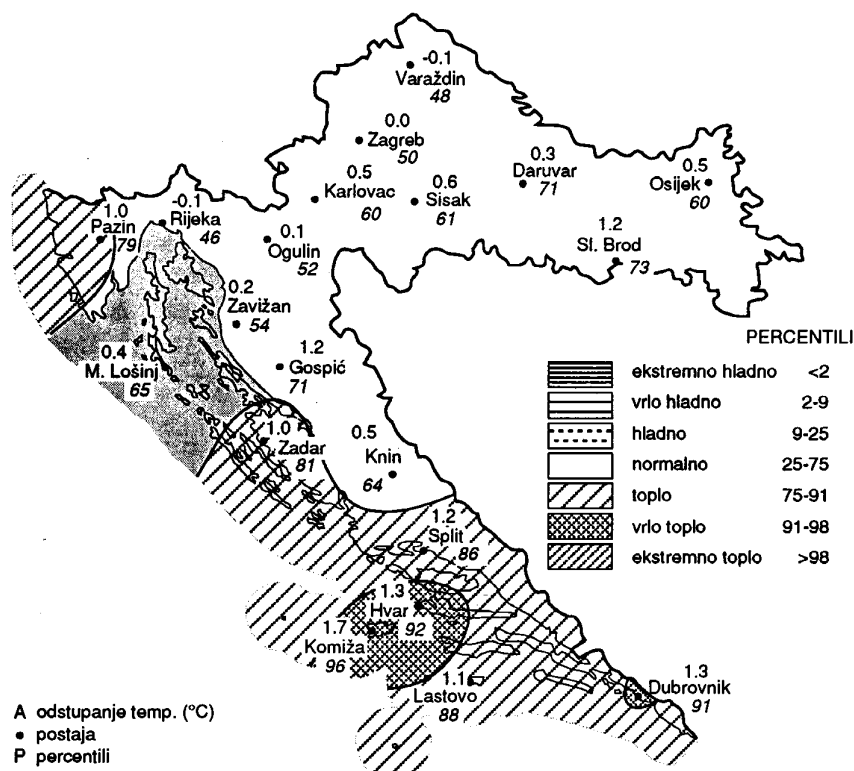 -0.1
Varaždin
48
0.0
Zagreb
50
0.5
Karlovac
60
0.6
Sisak
61
0.3
Daruvar
71
0.5
Osijek
60
1.2
Sl. Brod
73
1.0
Pazin
79
-0.1
Rijeka
46
0.1
Ogulin
52
0.2
Zavižan
54
0.4
M. Lošinj
65
1.2
Gospić
71
1.0
Zadar
81
0.5
Knin
64
1.2
Split
86
1.3
Hvar
92
1.7
Komiža
96
1.1
Lastovo
88
1.3
Dubrovnik
91
PERCENTILI
ekstremno hladno <2
vrlo hladno 2-9
hladno 9-25
normalno 25-75
toplo 75-91
vrlo toplo 91-98
ekstremno toplo >98
A odstupanje temp. (°C)
• postaja
P percentili